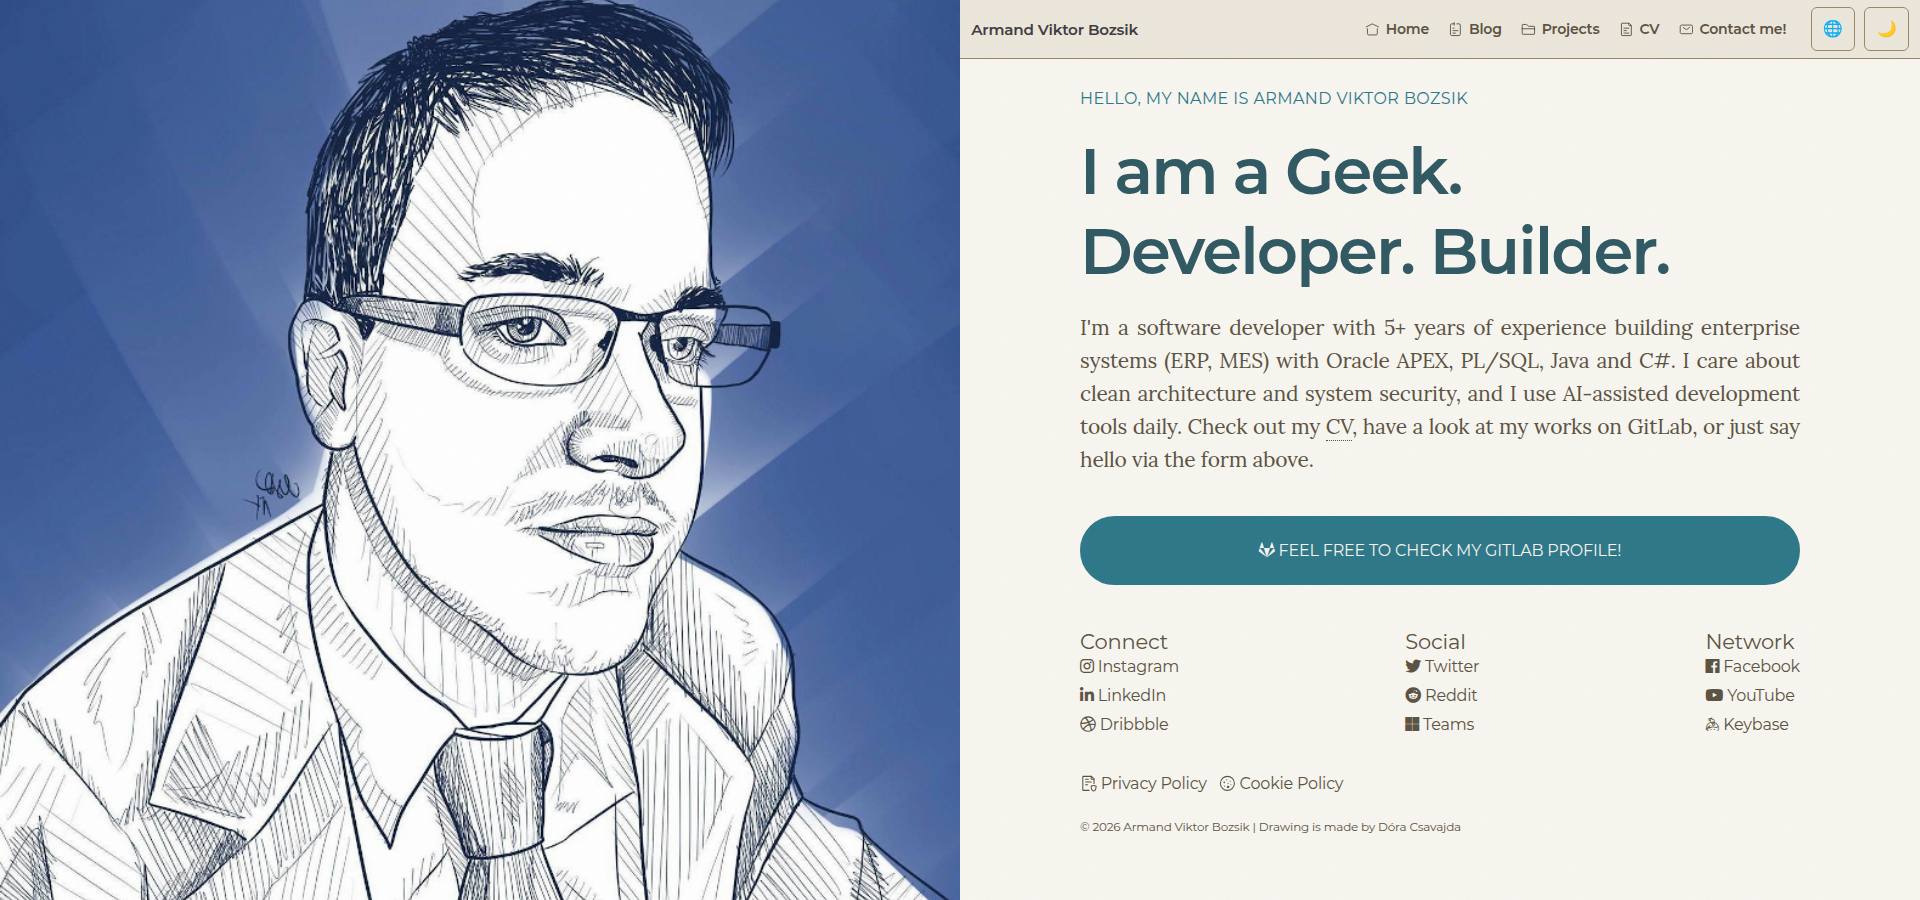 Armand Viktor Bozsik
Home
Blog
Projects
CV
Contact me!
HELLO, MY NAME IS ARMAND VIKTOR BOZSIK
I am a Geek.
Developer. Builder.
I'm a software developer with 5+ years of experience building enterprise
systems (ERP, MES) with Oracle APEX, PL/SQL, Java and C#. I care about
clean architecture and system security, and I use AI-assisted development
tools daily. Check out my CV, have a look at my works on GitLab, or just say
hello via the form above.
FEEL FREE TO CHECK MY GITLAB PROFILE!
Connect
Instagram
LinkedIn
Dribbble
Social
Twitter
Reddit
Teams
Network
Facebook
YouTube
Keybase
Privacy Policy
Cookie Policy
© 2026 Armand Viktor Bozsik | Drawing is made by Dóra Csavajda